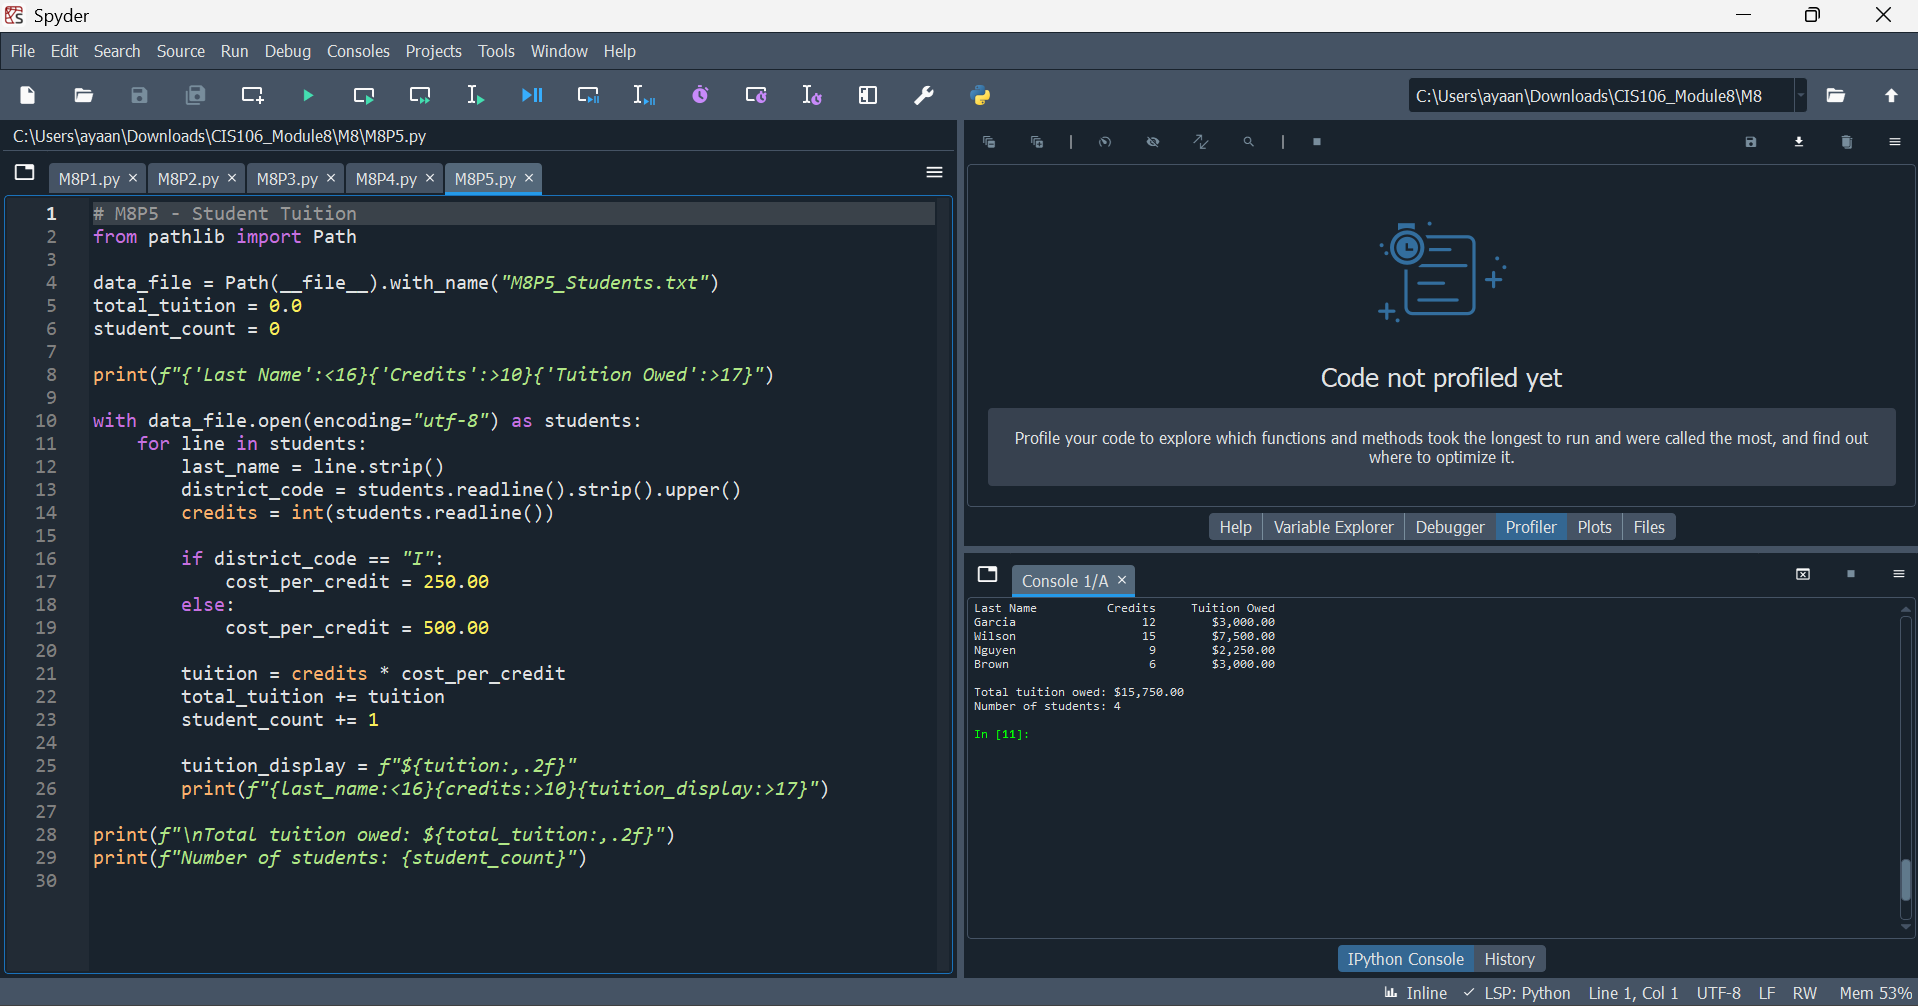 Spyder
File Edit Search Source Run Debug Consoles Projects Tools Window Help
C:\Users\ayaan\Downloads\CIS106_Module8\M8
C:\Users\ayaan\Downloads\CIS106_Module8\M8\M8P5.py
M8P1.py M8P2.py M8P3.py M8P4.py M8P5.py
1 # M8P5 - Student Tuition
2 from pathlib import Path
3
4 data_file = Path(__file__).with_name("M8P5_Students.txt")
5 total_tuition = 0.0
6 student_count = 0
7
8 print(f"{'Last Name':<16}{'Credits':>10}{'Tuition Owed':>17}")
9
10 with data_file.open(encoding="utf-8") as students:
11     for line in students:
12         last_name = line.strip()
13         district_code = students.readline().strip().upper()
14         credits = int(students.readline())
15
16         if district_code == "I":
17             cost_per_credit = 250.00
18         else:
19             cost_per_credit = 500.00
20
21         tuition = credits * cost_per_credit
22         total_tuition += tuition
23         student_count += 1
24
25         tuition_display = f"${tuition:,.2f}"
26         print(f"{last_name:<16}{credits:>10}{tuition_display:>17}")
27
28 print(f"\nTotal tuition owed: ${total_tuition:,.2f}")
29 print(f"Number of students: {student_count}")
30
Code not profiled yet
Profile your code to explore which functions and methods took the longest to run and were called the most, and find out
where to optimize it.
Help Variable Explorer Debugger Profiler Plots Files
Console 1/A
Last Name Credits Tuition Owed
Garcia 12 $3,000.00
Wilson 15 $7,500.00
Nguyen 9 $2,250.00
Brown 6 $3,000.00
Total tuition owed: $15,750.00
Number of students: 4
In [11]:
IPython Console History
Inline LSP: Python Line 1, Col 1 UTF-8 LF RW Mem 53%